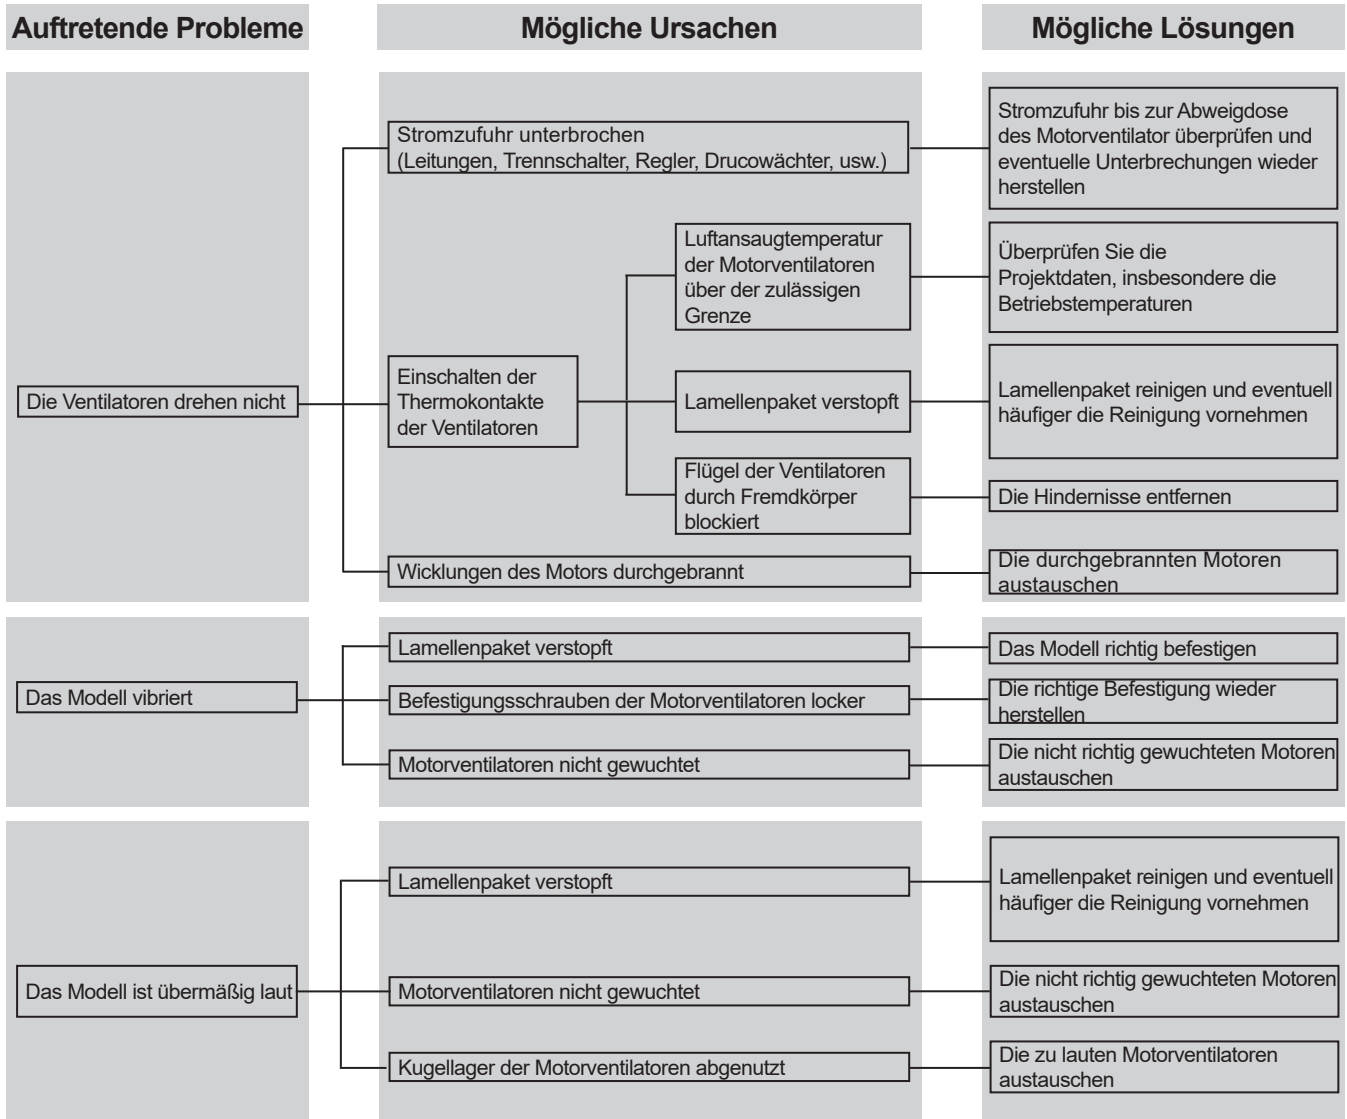 Auftretende Probleme
Mögliche Ursachen
Mögliche Lösungen
Die Ventilatoren drehen nicht
Stromzufuhr unterbrochen
(Leitungen, Trennschalter, Regler, Drucowächter, usw.)
Stromzufuhr bis zur Abweigdose
des Motorventilator überprüfen und
eventuelle Unterbrechungen wieder
herstellen
Einschalten der
Thermokontakte
der Ventilatoren
Luftansaugtemperatur
der Motorventilatoren
über der zulässigen
Grenze
Überprüfen Sie die
Projektdaten, insbesondere die
Betriebstemperaturen
Lamellenpaket verstopft
Lamellenpaket reinigen und eventuell
häufiger die Reinigung vornehmen
Flügel der Ventilatoren
durch Fremdkörper
blockiert
Die Hindernisse entfernen
Wicklungen des Motors durchgebrannt
Die durchgebrannten Motoren
austauschen
Das Modell vibriert
Lamellenpaket verstopft
Das Modell richtig befestigen
Befestigungsschrauben der Motorventilatoren locker
Die richtige Befestigung wieder
herstellen
Motorventilatoren nicht gewuchtet
Die nicht richtig gewuchteten Motoren
austauschen
Das Modell ist übermäßig laut
Lamellenpaket verstopft
Lamellenpaket reinigen und eventuell
häufiger die Reinigung vornehmen
Motorventilatoren nicht gewuchtet
Die nicht richtig gewuchteten Motoren
austauschen
Kugellager der Motorventilatoren abgenutzt
Die zu lauten Motorventilatoren
austauschen